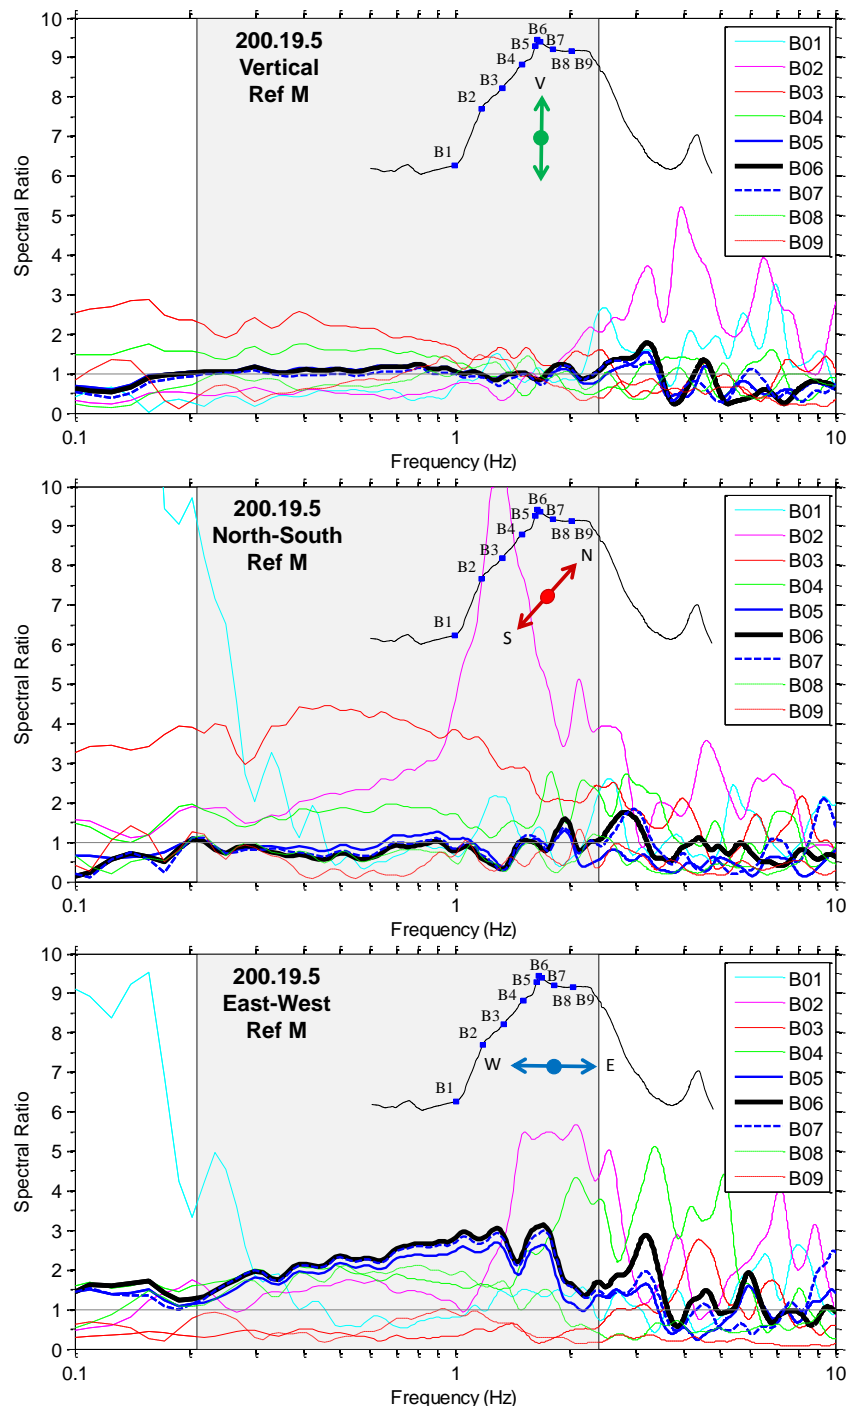 200.19.5
Vertical
Ref M
B1
B2
B3
B4
B5
B6
B7
B8
B9
V
B01
B02
B03
B04
B05
B06
B07
B08
B09
10
9
8
7
6
5
4
3
2
1
0
Spectral Ratio
0.1
1
10
Frequency (Hz)
200.19.5
North-South
Ref M
B1
B2
B3
B4
B5
B6
B7
B8
B9
N
S
B01
B02
B03
B04
B05
B06
B07
B08
B09
10
9
8
7
6
5
4
3
2
1
0
Spectral Ratio
0.1
1
10
Frequency (Hz)
200.19.5
East-West
Ref M
B1
B2
B3
B4
B5
B6
B7
B8
B9
W
E
B01
B02
B03
B04
B05
B06
B07
B08
B09
10
9
8
7
6
5
4
3
2
1
0
Spectral Ratio
0.1
1
10
Frequency (Hz)